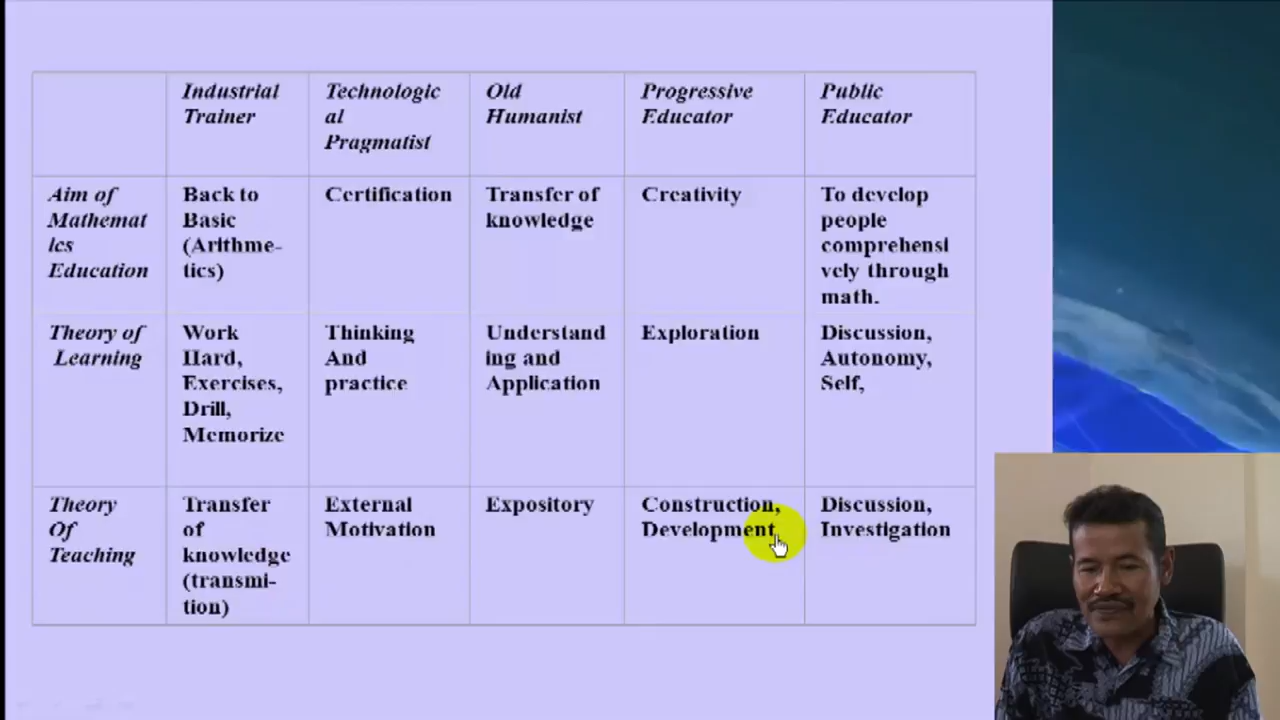 Industrial
Trainer
Technologic
al
Pragmatist
Old
Humanist
Progressive
Educator
Public
Educator
Aim of
Mathemat
ics
Education
Back to
Basic
(Arithme-
tics)
Certification
Transfer of
knowledge
Creativity
To develop
people
comprehensi
vely through
math.
Theory of
Learning
Work
Hard,
Exercises,
Drill,
Memorize
Thinking
And
practice
Understand
ing and
Application
Exploration
Discussion,
Autonomy,
Self,
Theory
Of
Teaching
Transfer
of
knowledge
(transmi-
tion)
External
Motivation
Expository
Construction,
Development
Discussion,
Investigation